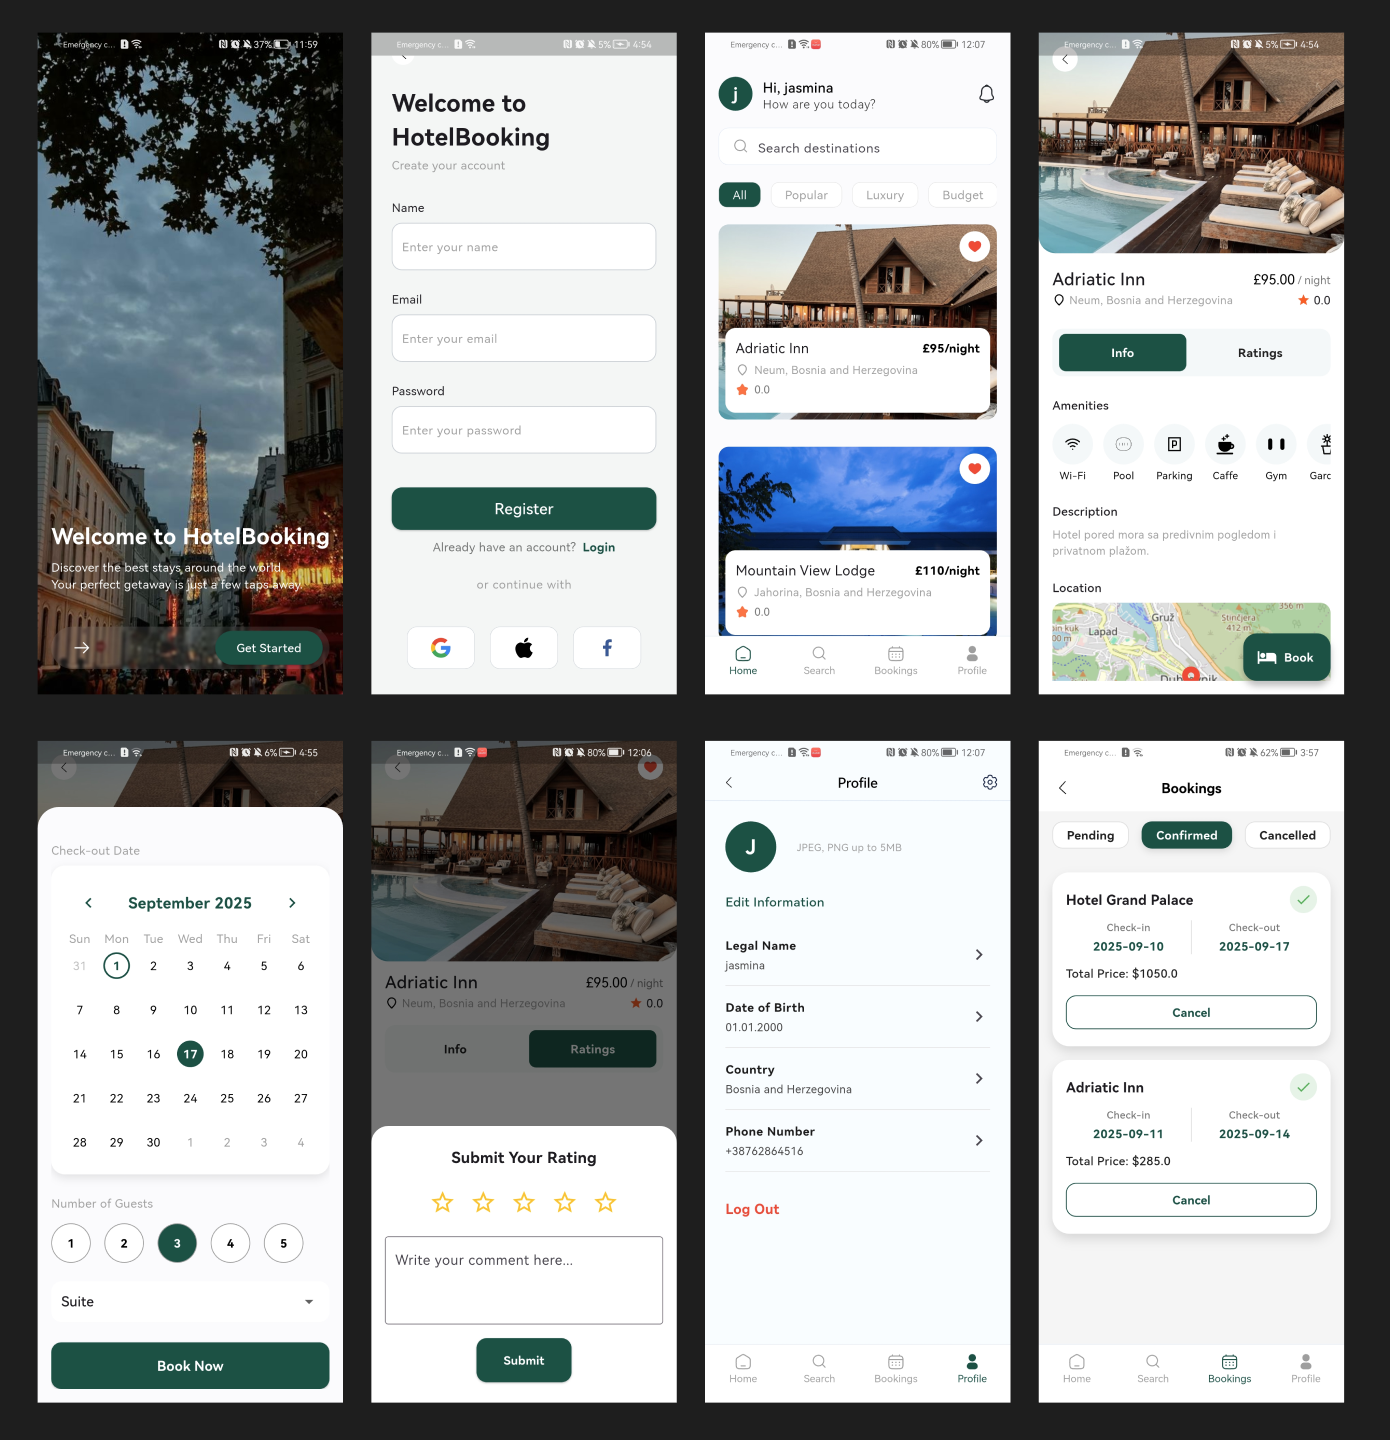 Emergency c... 37% 11:59
Welcome to HotelBooking
Discover the best stays around the world.
Your perfect getaway is just a few taps away.
Get Started
Emergency c... 5% 4:54
Welcome to
HotelBooking
Create your account
Name
Enter your name
Email
Enter your email
Password
Enter your password
Register
Already have an account? Login
or continue with
Emergency c... 80% 12:07
j
Hi, jasmina
How are you today?
Search destinations
All Popular Luxury Budget
Adriatic Inn £95/night
Neum, Bosnia and Herzegovina
0.0
Mountain View Lodge £110/night
Jahorina, Bosnia and Herzegovina
0.0
Home Search Bookings Profile
Emergency c... 5% 4:54
Adriatic Inn £95.00 / night
Neum, Bosnia and Herzegovina 0.0
Info Ratings
Amenities
P
Wi-Fi Pool Parking Caffe Gym Garc
Description
Hotel pored mora sa predivnim pogledom i
privatnom plažom.
Location
356 m
Gruž
Stinčjera
412 m
in kuk
00 m
Lapad
Book
Emergency c... 6% 4:55
Check-out Date
September 2025
Sun Mon Tue Wed Thu Fri Sat
31 1 2 3 4 5 6
7 8 9 10 11 12 13
14 15 16 17 18 19 20
21 22 23 24 25 26 27
28 29 30 1 2 3 4
Number of Guests
1 2 3 4 5
Suite
Book Now
Emergency c... 80% 12:06
Adriatic Inn £95.00 / night
Neum, Bosnia and Herzegovina 0.0
Info Ratings
Submit Your Rating
Write your comment here...
Submit
Emergency c... 80% 12:07
Profile
J
JPEG, PNG up to 5MB
Edit Information
Legal Name
jasmina
Date of Birth
01.01.2000
Country
Bosnia and Herzegovina
Phone Number
+38762864516
Log Out
Home Search Bookings Profile
Emergency c... 62% 3:57
Bookings
Pending Confirmed Cancelled
Hotel Grand Palace
Check-in Check-out
2025-09-10 2025-09-17
Total Price: $1050.0
Cancel
Adriatic Inn
Check-in Check-out
2025-09-11 2025-09-14
Total Price: $285.0
Cancel
Home Search Bookings Profile